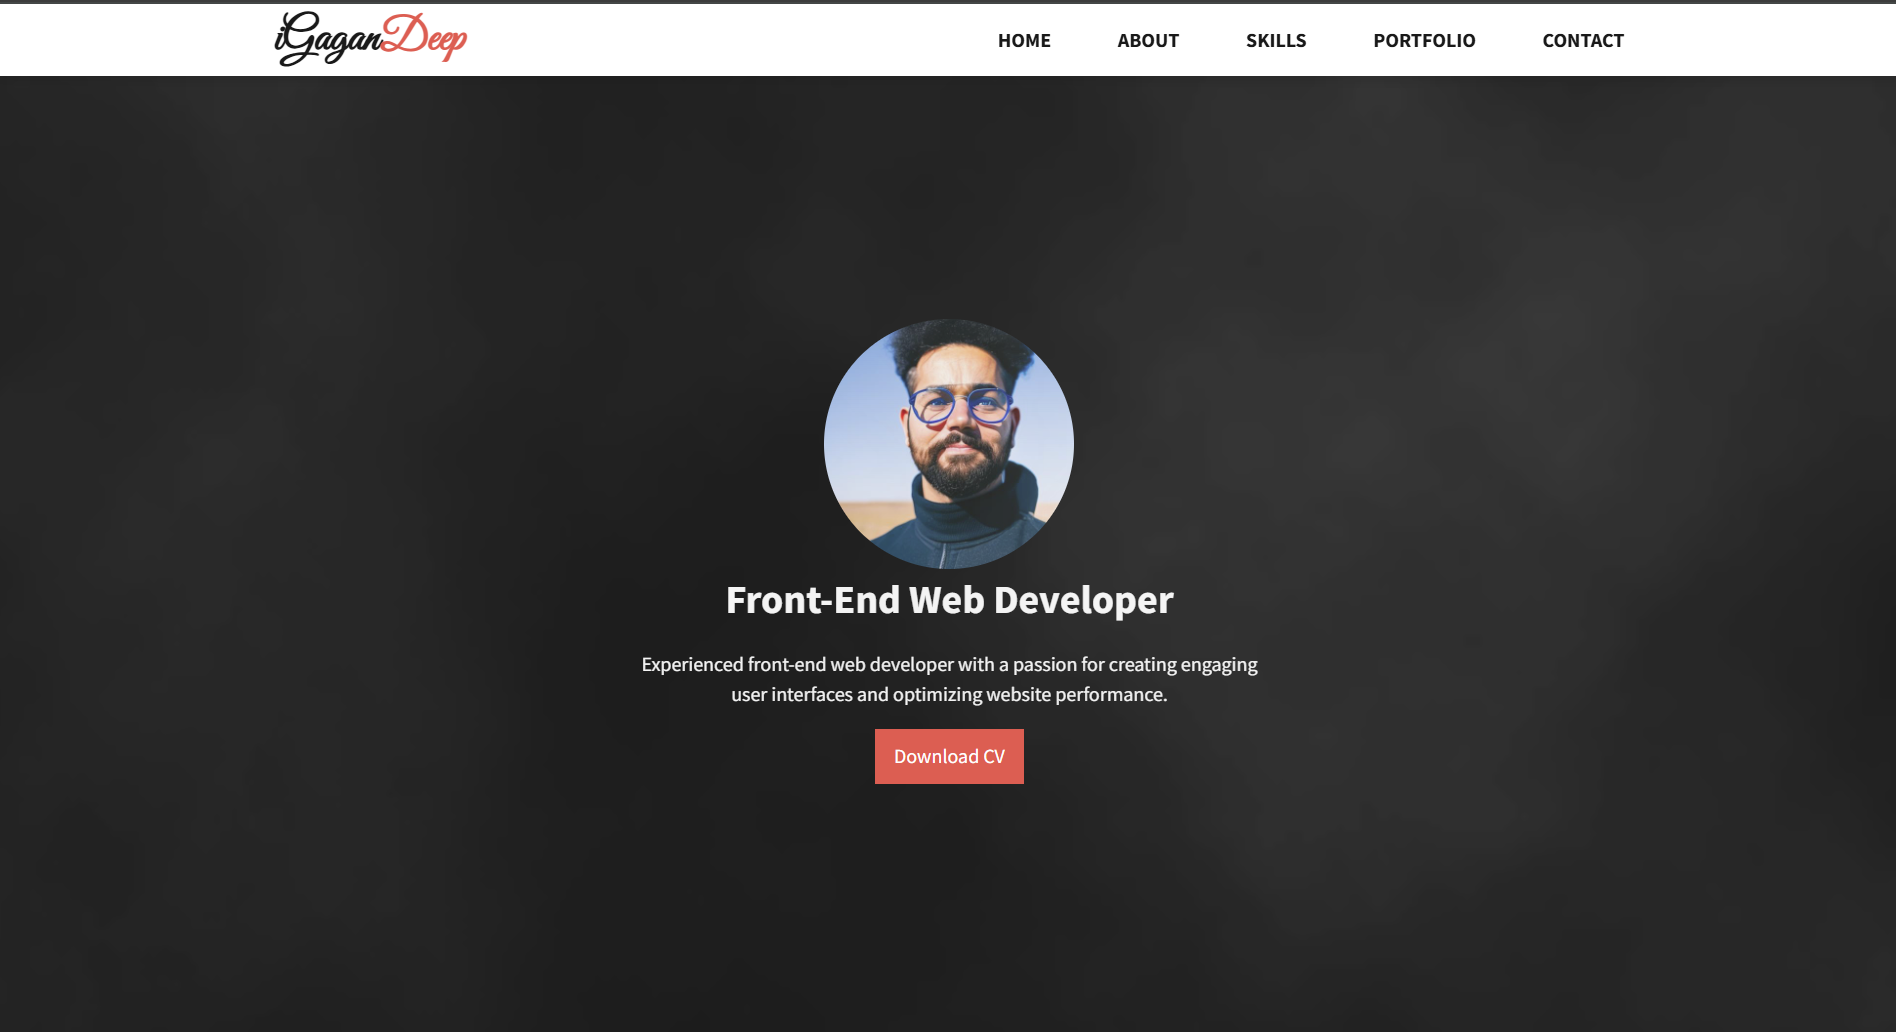 iGaganDeep
HOME ABOUT SKILLS PORTFOLIO CONTACT
Front-End Web Developer
Experienced front-end web developer with a passion for creating engaging
user interfaces and optimizing website performance.
Download CV